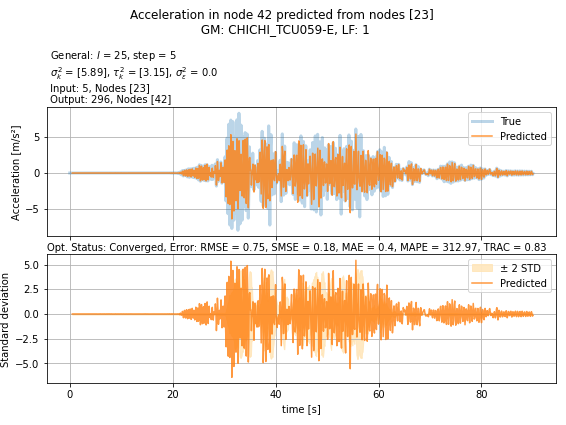 Acceleration in node 42 predicted from nodes [23]
GM: CHICHI_TCU059-E, LF: 1
General: l = 25, step = 5
σ²ₖ = [5.89], τ²ₖ = [3.15], σ²ₑ = 0.0
Input: 5, Nodes [23]
Output: 296, Nodes [42]
True
Predicted
Acceleration [m/s²]
5
0
−5
Opt. Status: Converged, Error: RMSE = 0.75, SMSE = 0.18, MAE = 0.4, MAPE = 312.97, TRAC = 0.83
± 2 STD
Predicted
Standard deviation
5.0
2.5
0.0
−2.5
−5.0
0 20 40 60 80
time [s]